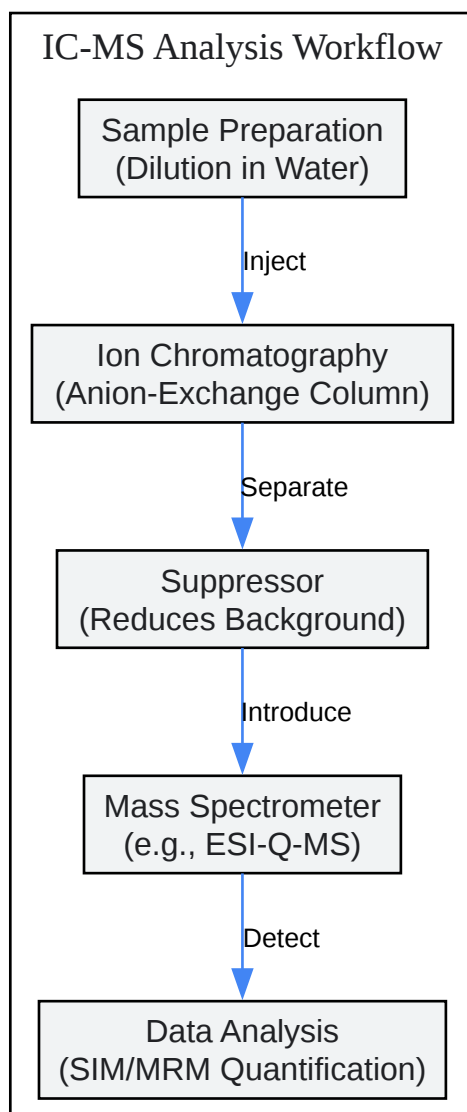 IC-MS Analysis Workflow
Sample Preparation
(Dilution in Water)
Inject
Ion Chromatography
(Anion-Exchange Column)
Separate
Suppressor
(Reduces Background)
Introduce
Mass Spectrometer
(e.g., ESI-Q-MS)
Detect
Data Analysis
(SIM/MRM Quantification)